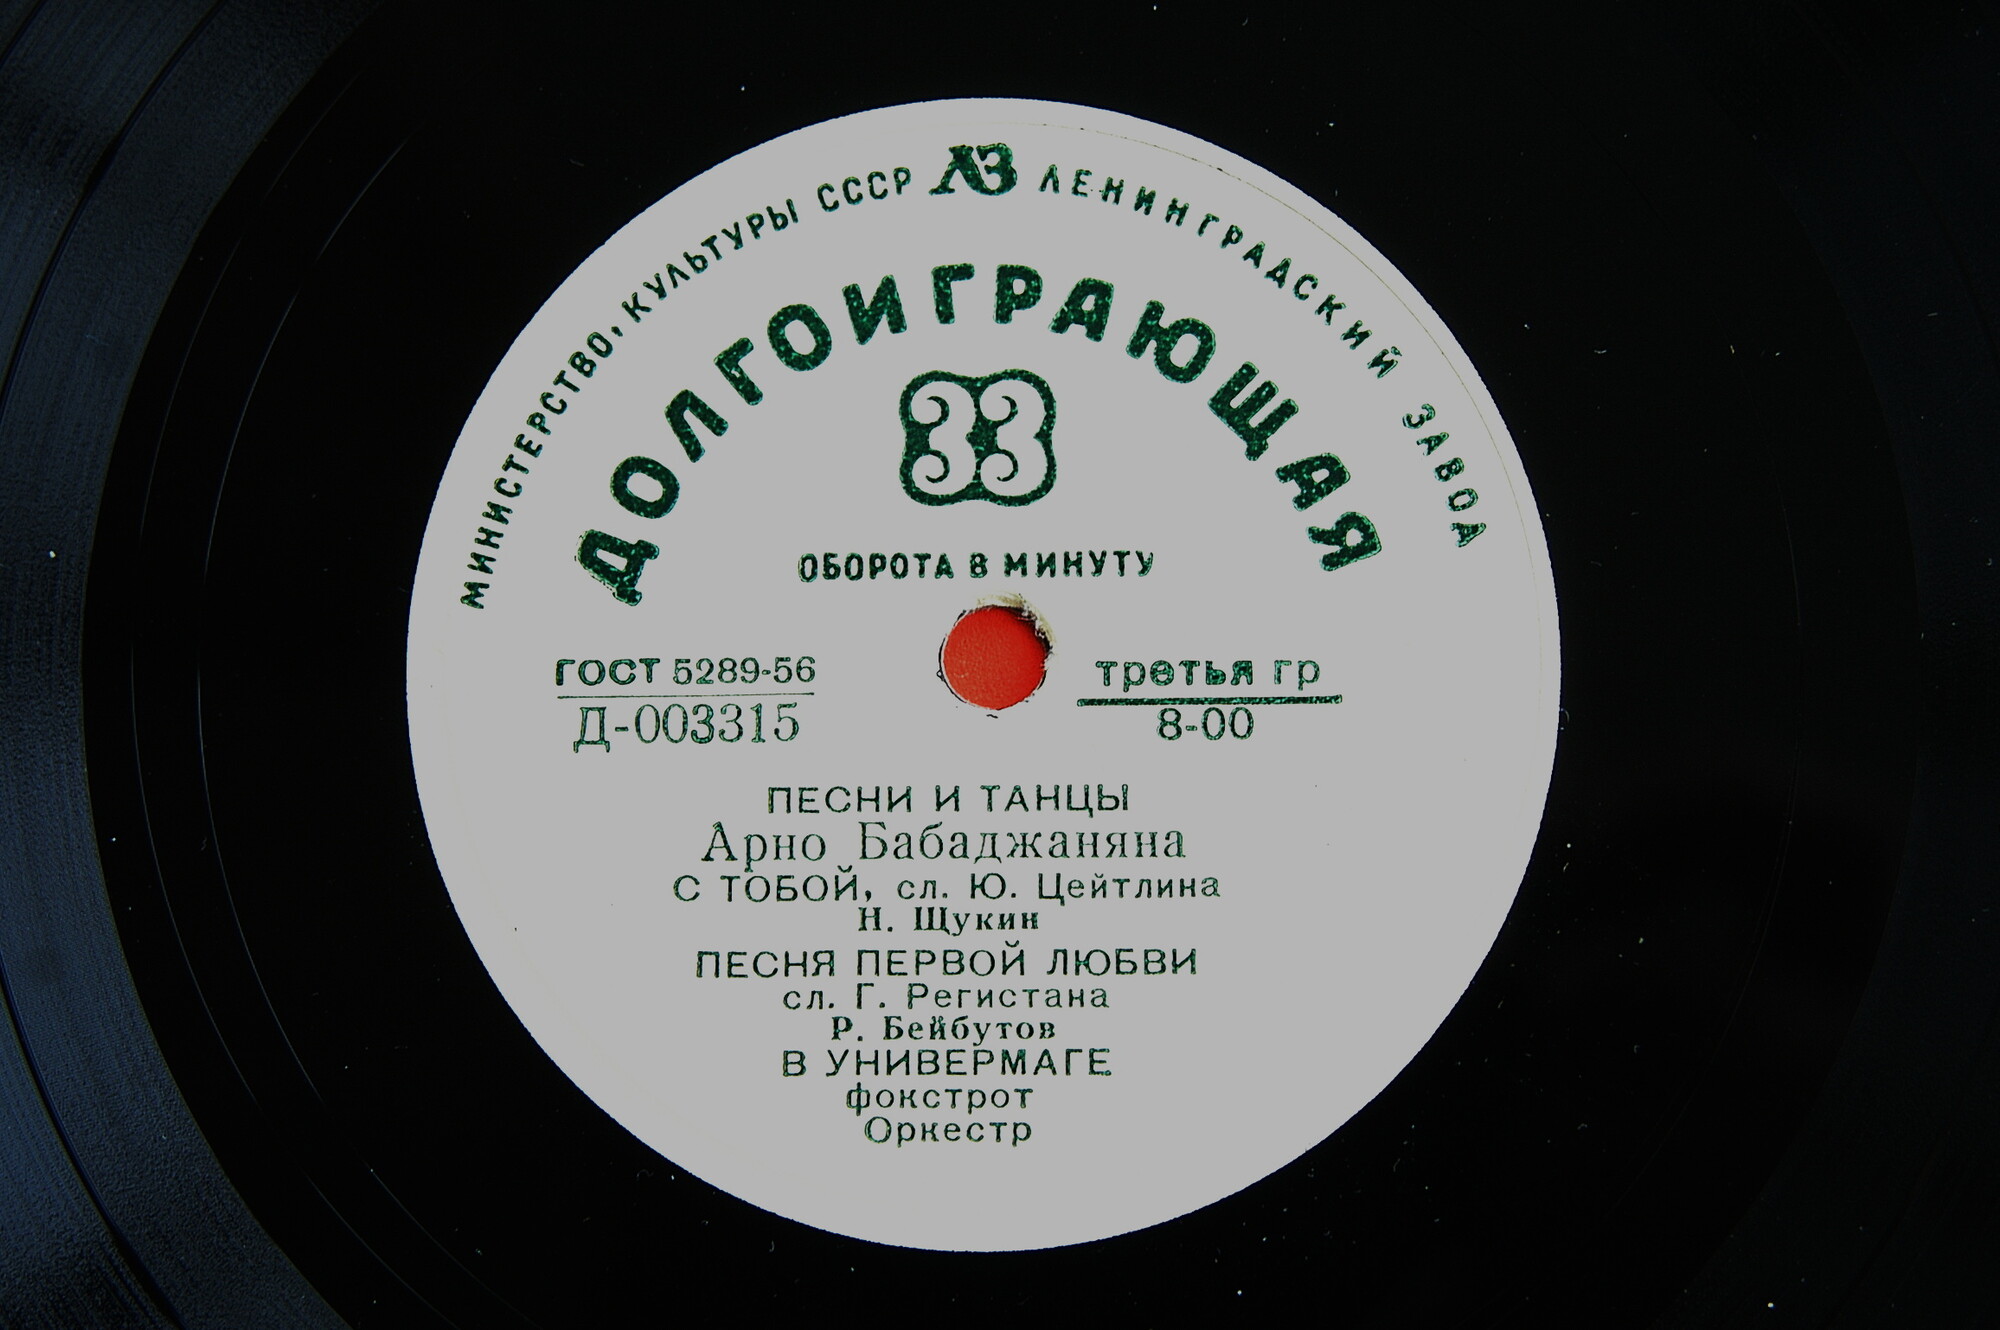 МИНИСТЕРСТВО КУЛЬТУРЫ СССР ЛЗ ЛЕНИНГРАДСКИЙ ЗАВОД
ДОЛГОИГРАЮЩАЯ
33
ОБОРОТА В МИНУТУ
ГОСТ 5289-56 третья гр
Д-003315 8-00
ПЕСНИ И ТАНЦЫ
Арно Бабаджаняна
С ТОБОЙ, сл. Ю. Цейтлина
Н. Щукин
ПЕСНЯ ПЕРВОЙ ЛЮБВИ
сл. Г. Регистана
Р. Бейбутов
В УНИВЕРМАГЕ
фокстрот
Оркестр